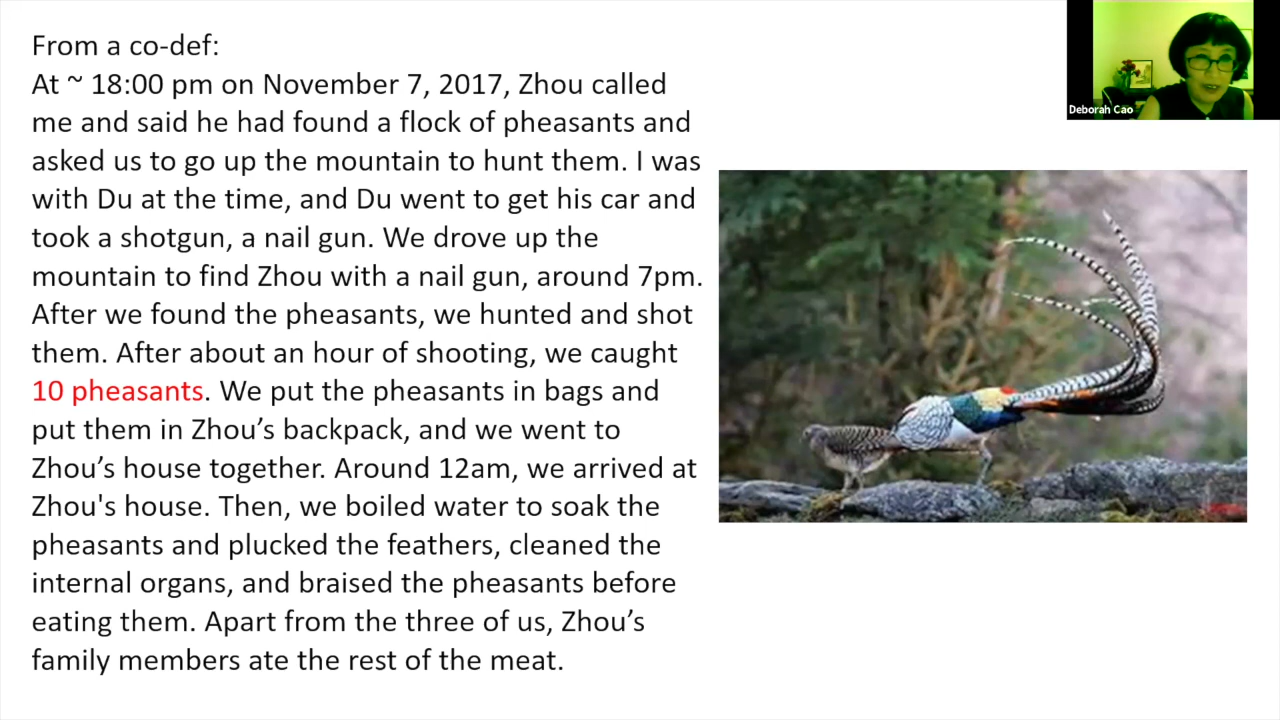 From a co-def:
At ~ 18:00 pm on November 7, 2017, Zhou called
me and said he had found a flock of pheasants and
asked us to go up the mountain to hunt them. I was
with Du at the time, and Du went to get his car and
took a shotgun, a nail gun. We drove up the
mountain to find Zhou with a nail gun, around 7pm.
After we found the pheasants, we hunted and shot
them. After about an hour of shooting, we caught
10 pheasants. We put the pheasants in bags and
put them in Zhou’s backpack, and we went to
Zhou’s house together. Around 12am, we arrived at
Zhou's house. Then, we boiled water to soak the
pheasants and plucked the feathers, cleaned the
internal organs, and braised the pheasants before
eating them. Apart from the three of us, Zhou’s
family members ate the rest of the meat.
Deborah Cao